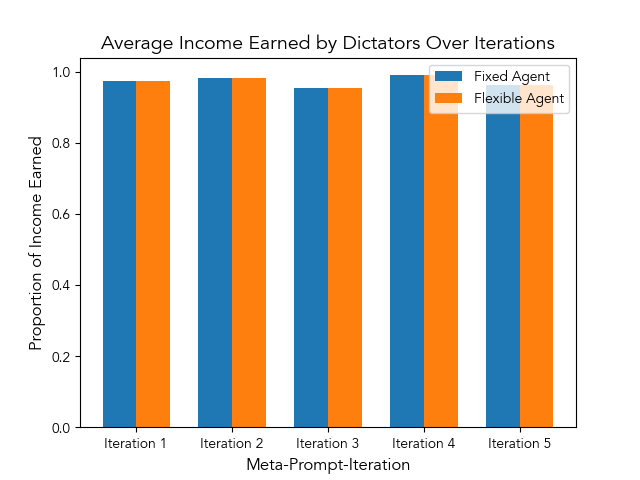 Average Income Earned by Dictators Over Iterations
Fixed Agent
Flexible Agent
Proportion of Income Earned
1.0
0.8
0.6
0.4
0.2
0.0
Iteration 1 Iteration 2 Iteration 3 Iteration 4 Iteration 5
Meta-Prompt-Iteration